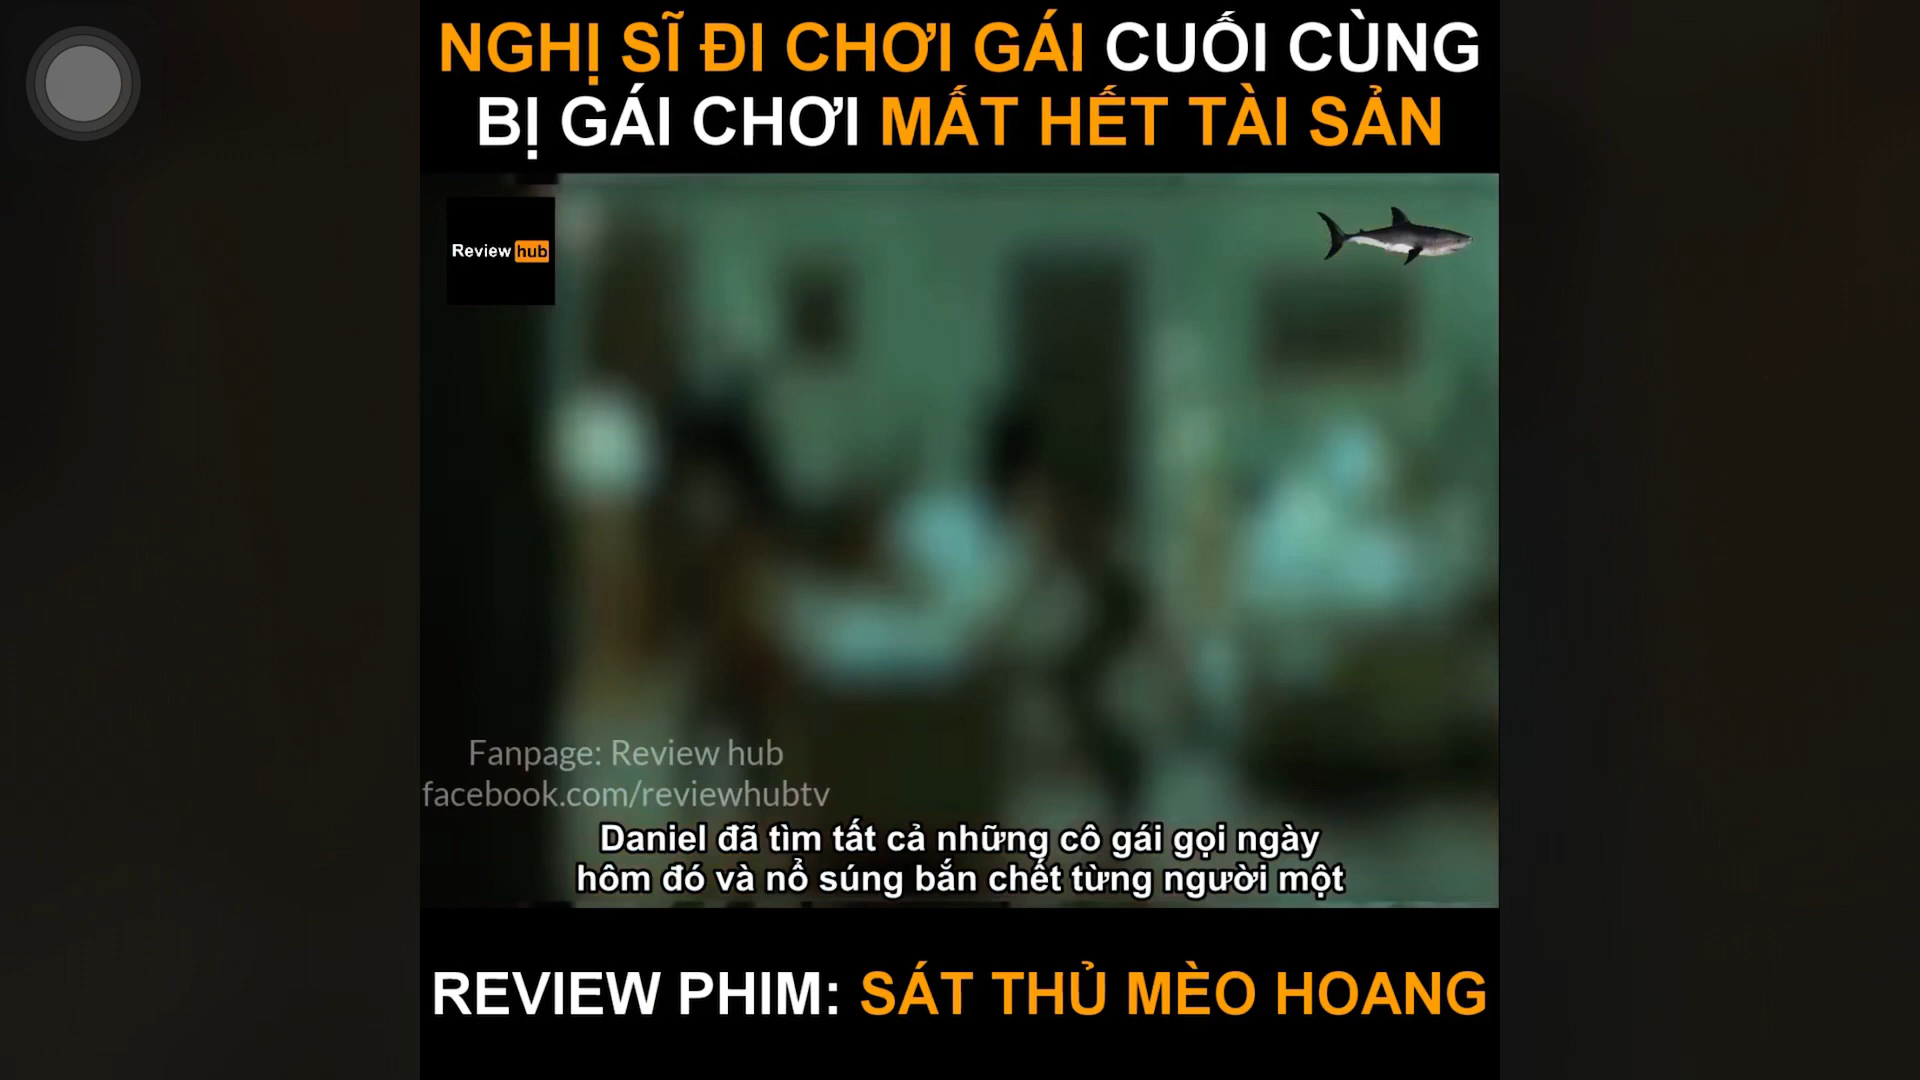 NGHỊ SĨ ĐI CHƠI GÁI CUỐI CÙNG
BỊ GÁI CHƠI MẤT HẾT TÀI SẢN
Review hub
Fanpage: Review hub
facebook.com/reviewhubtv
Daniel đã tìm tất cả những cô gái gọi ngày
hôm đó và nổ súng bắn chết từng người một
REVIEW PHIM: SÁT THỦ MÈO HOANG